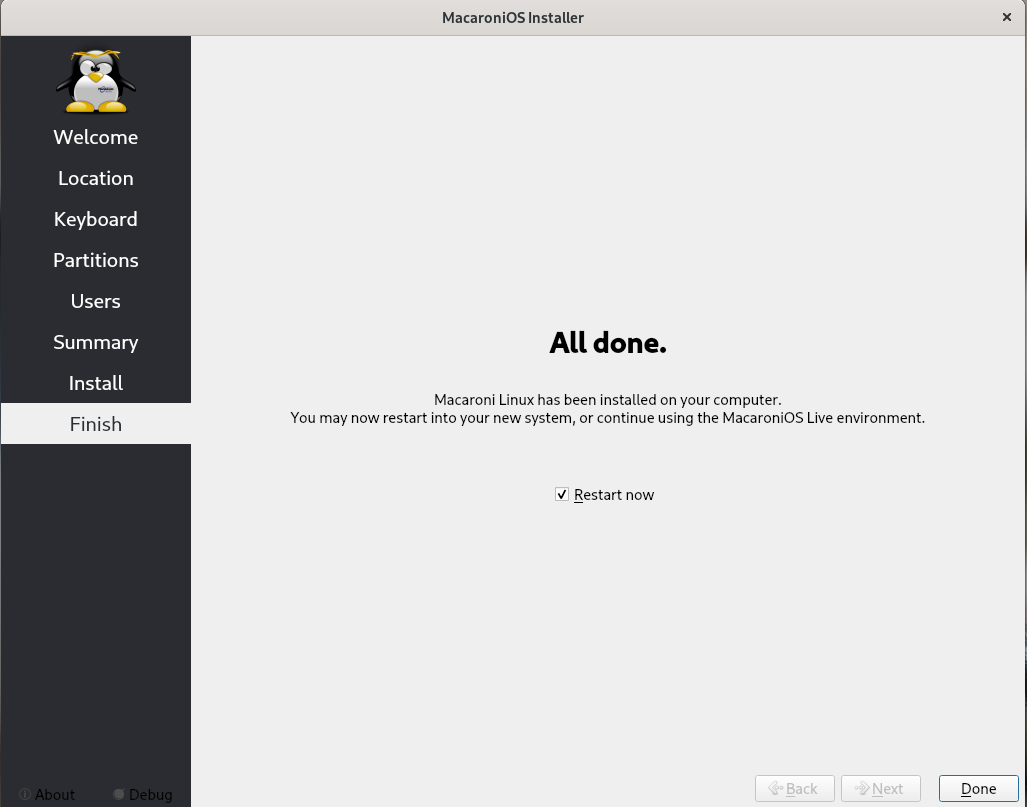 MacaroniOS Installer
Welcome
Location
Keyboard
Partitions
Users
Summary
Install
Finish
All done.
Macaroni Linux has been installed on your computer.
You may now restart into your new system, or continue using the MacaroniOS Live environment.
Restart now
About
Debug
Back
Next
Done